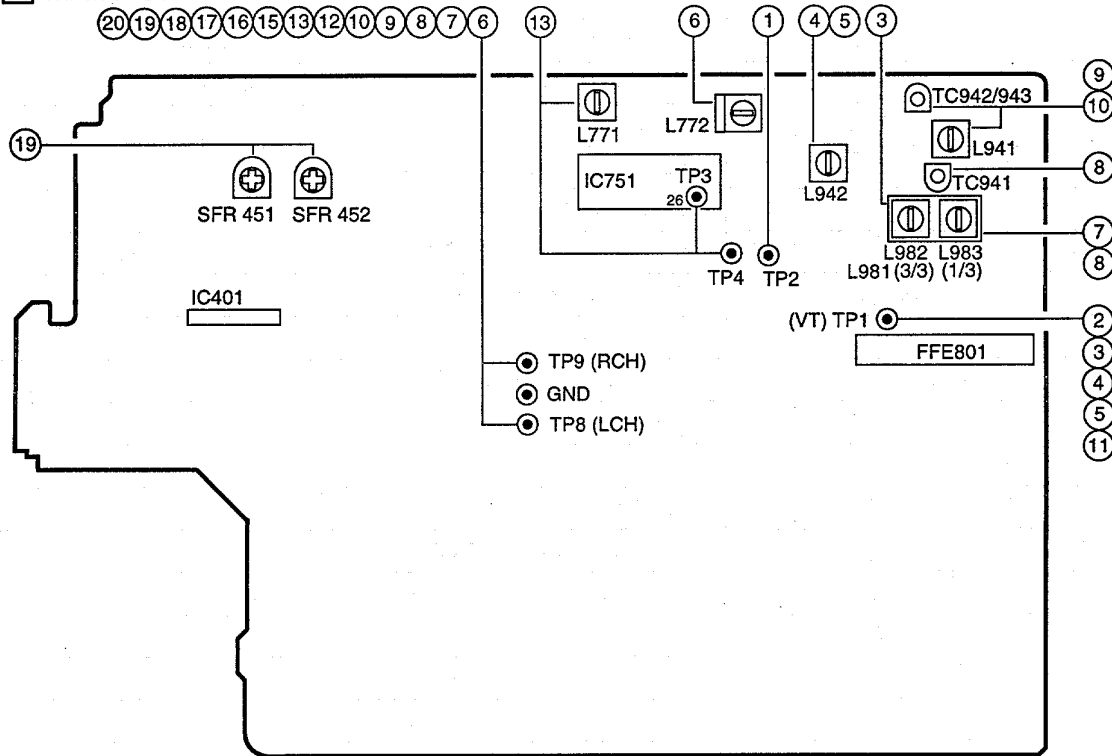 20 19 18 17 16 15 13 12 10 9 8 7 6 13 6 1 4 5 3
9
TC942/943
10
L771
L772
L941
19
8
IC751 TP3
26
L942
TC941
SFR 451 SFR 452
7
L982 L983
L981 (3/3) (1/3)
8
TP4 TP2
IC401
(VT) TP1
2
FFE801
3
TP9 (RCH)
4
GND
5
TP8 (LCH)
11